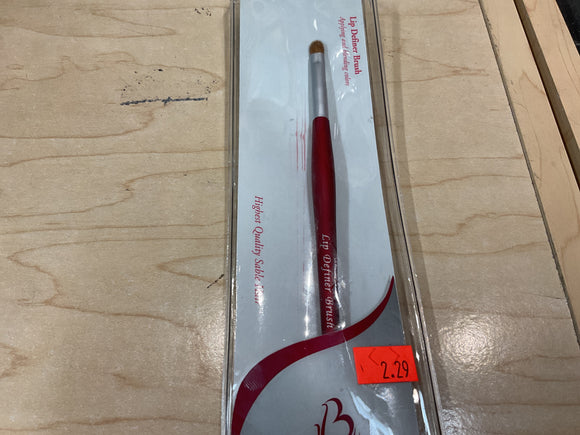 Lip Definer Brush
Applying and blending colors
Highest Quality Sable Hair
Lip Definer Brush
2.29
B